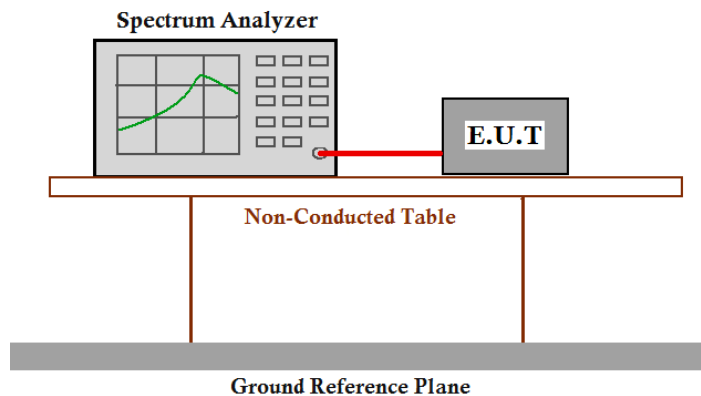 Spectrum Analyzer
E.U.T
Non-Conducted Table
Ground Reference Plane